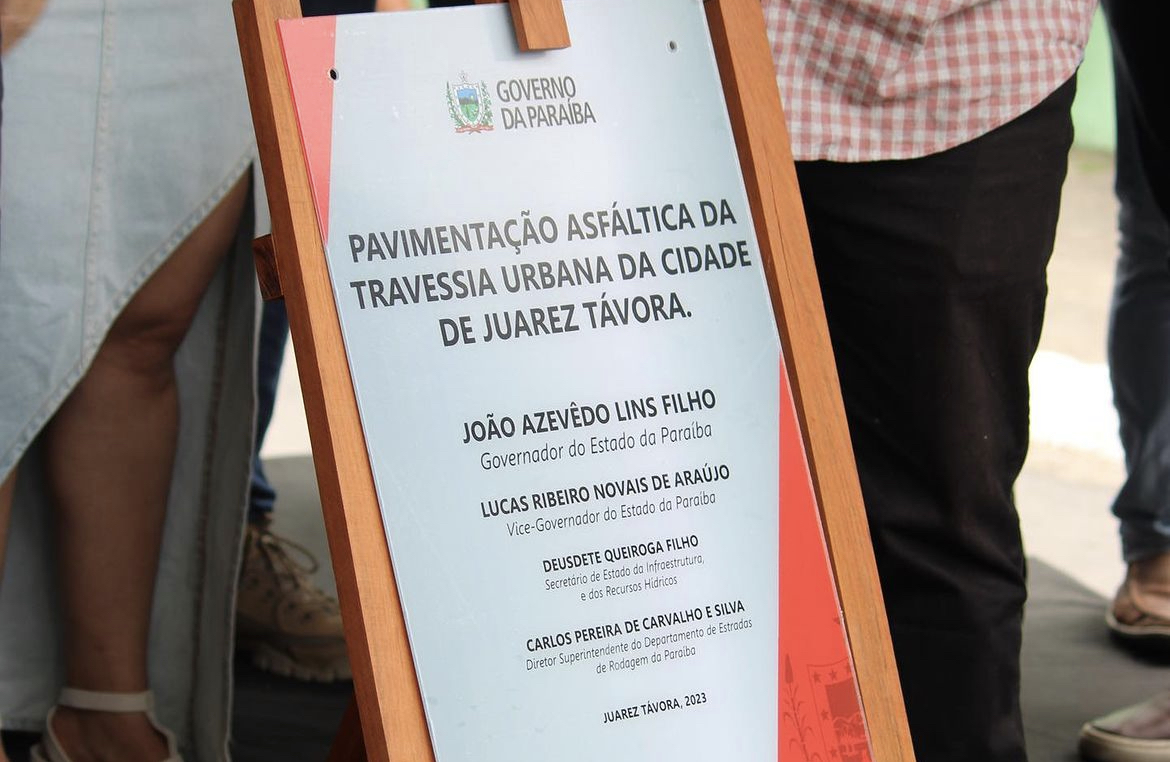 GOVERNO
DA PARAÍBA
PAVIMENTAÇÃO ASFÁLTICA DA
TRAVESSIA URBANA DA CIDADE
DE JUAREZ TÁVORA.
JOÃO AZEVÊDO LINS FILHO
Governador do Estado da Paraíba
LUCAS RIBEIRO NOVAIS DE ARAÚJO
Vice-Governador do Estado da Paraíba
DEUSDETE QUEIROGA FILHO
Secretário de Estado da Infraestrutura,
e dos Recursos Hídricos
CARLOS PEREIRA DE CARVALHO E SILVA
Diretor Superintendente do Departamento de Estradas
de Rodagem da Paraíba
JUAREZ TÁVORA, 2023